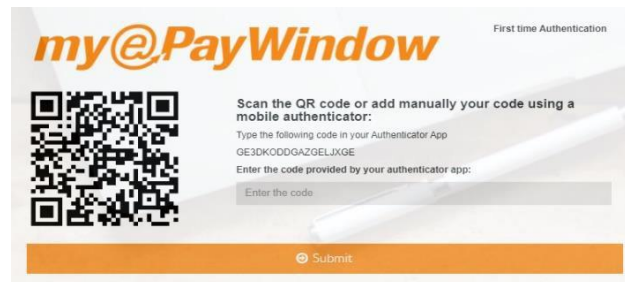 my@PayWindow
First time Authentication
Scan the QR code or add manually your code using a
mobile authenticator:
Type the following code in your Authenticator App
GE3DKODDGAZGELJXGE
Enter the code provided by your authenticator app:
Enter the code
Submit